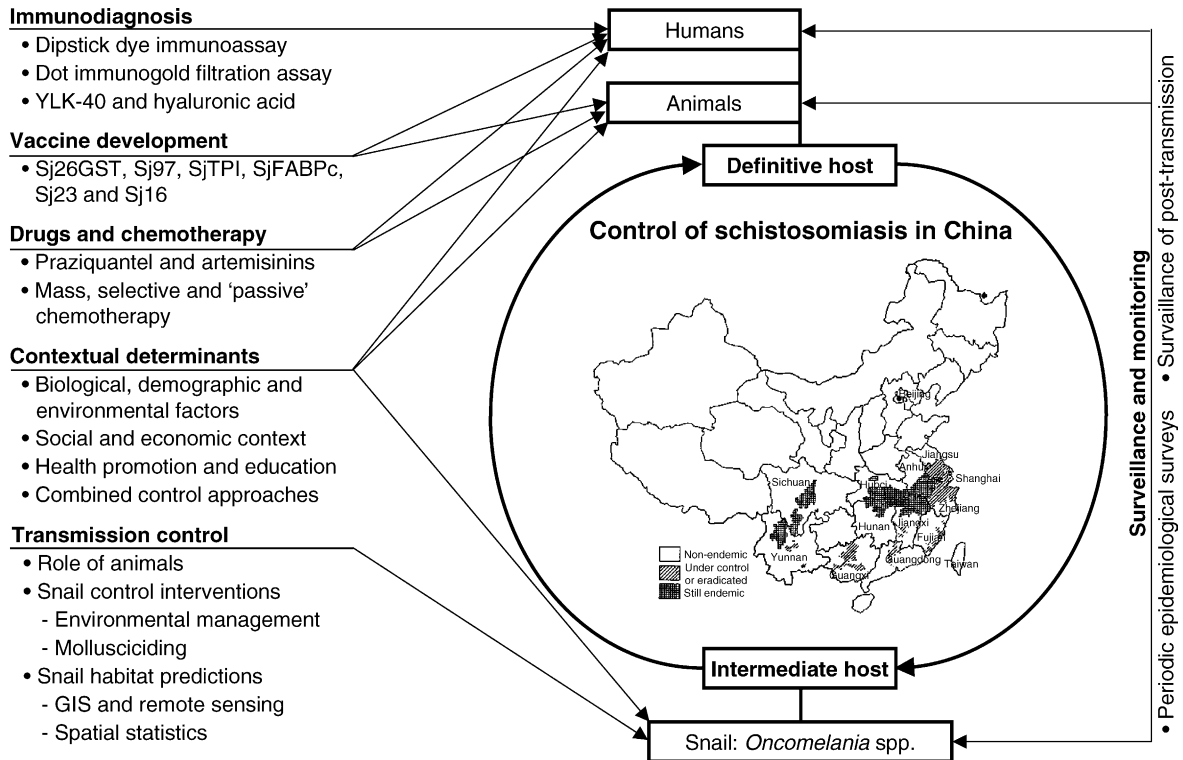 Immunodiagnosis
• Dipstick dye immunoassay
• Dot immunogold filtration assay
• YLK-40 and hyaluronic acid
Vaccine development
• Sj26GST, Sj97, SjTPI, SjFABPc,
Sj23 and Sj16
Drugs and chemotherapy
• Praziquantel and artemisinins
• Mass, selective and ‘passive’
chemotherapy
Contextual determinants
• Biological, demographic and
environmental factors
• Social and economic context
• Health promotion and education
• Combined control approaches
Transmission control
• Role of animals
• Snail control interventions
- Environmental management
- Mollusciciding
• Snail habitat predictions
- GIS and remote sensing
- Spatial statistics
Humans
Animals
Definitive host
Control of schistosomiasis in China
Beijing
Jiangsu
Anhui
Shanghai
Sichuan
Hubei
Zhejiang
Hunan
Jiangxi
Fujian
Yunnan
Guangxi
Guangdong
Taiwan
Non-endemic
Under control
or eradicated
Still endemic
Intermediate host
Snail: Oncomelania spp.
Surveillance and monitoring
• Periodic epidemiological surveys • Survaillance of post-transmission